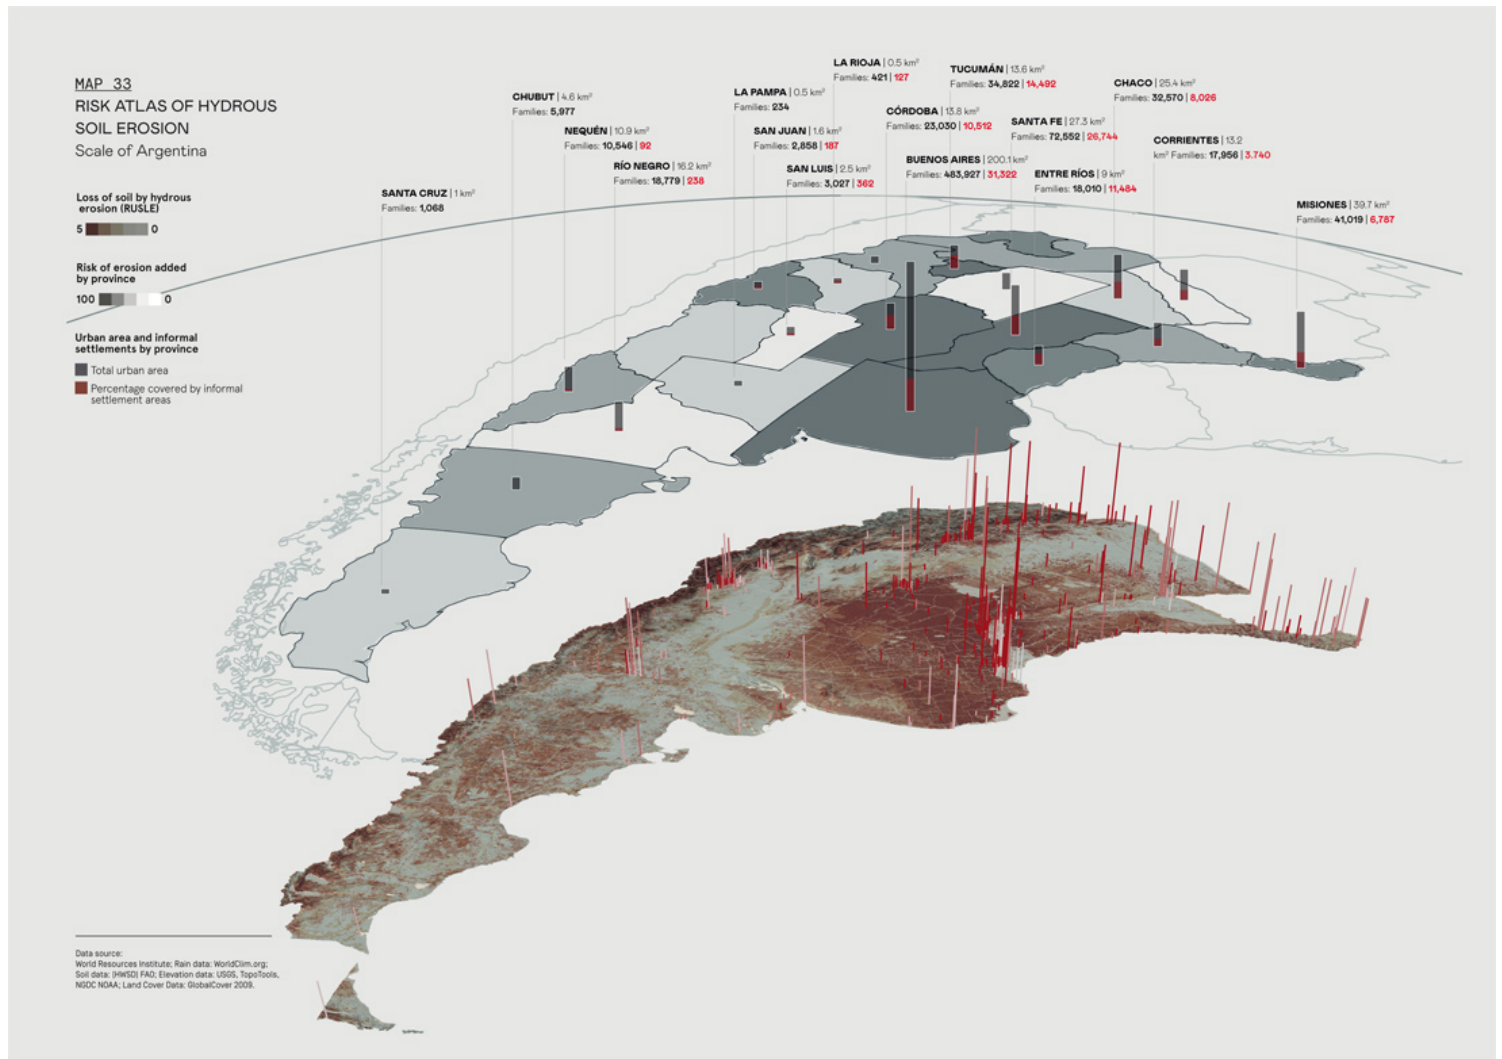 MAP 33
RISK ATLAS OF HYDROUS
SOIL EROSION
Scale of Argentina
Loss of soil by hydrous
erosion (RUSLE)
5 0
Risk of erosion added
by province
100 0
Urban area and informal
settlements by province
Total urban area
Percentage covered by informal
settlement areas
SANTA CRUZ | 1 km²
Families: 1,068
CHUBUT | 4.6 km²
Families: 5,977
NEQUÉN | 10.9 km²
Families: 10,546 | 92
RÍO NEGRO | 16.2 km²
Families: 18,779 | 238
LA PAMPA | 0.5 km²
Families: 234
SAN JUAN | 1.6 km²
Families: 2,858 | 187
SAN LUIS | 2.5 km²
Families: 3,027 | 362
LA RIOJA | 0.5 km²
Families: 421 | 127
CÓRDOBA | 13.8 km²
Families: 23,030 | 10,512
BUENOS AIRES | 200.1 km²
Families: 483,927 | 31,322
TUCUMÁN | 13.6 km²
Families: 34,822 | 14,492
SANTA FE | 27.3 km²
Families: 72,552 | 26,744
ENTRE RÍOS | 9 km²
Families: 18,010 | 11,484
CHACO | 25.4 km²
Families: 32,570 | 8,026
CORRIENTES | 13.2
km² Families: 17,956 | 3.740
MISIONES | 39.7 km²
Families: 41,019 | 6,787
Data source:
World Resources Institute; Rain data: WorldClim.org;
Soil data: |HWSD| FAO; Elevation data: USGS, TopoTools,
NGDC NOAA; Land Cover Data: GlobalCover 2009.